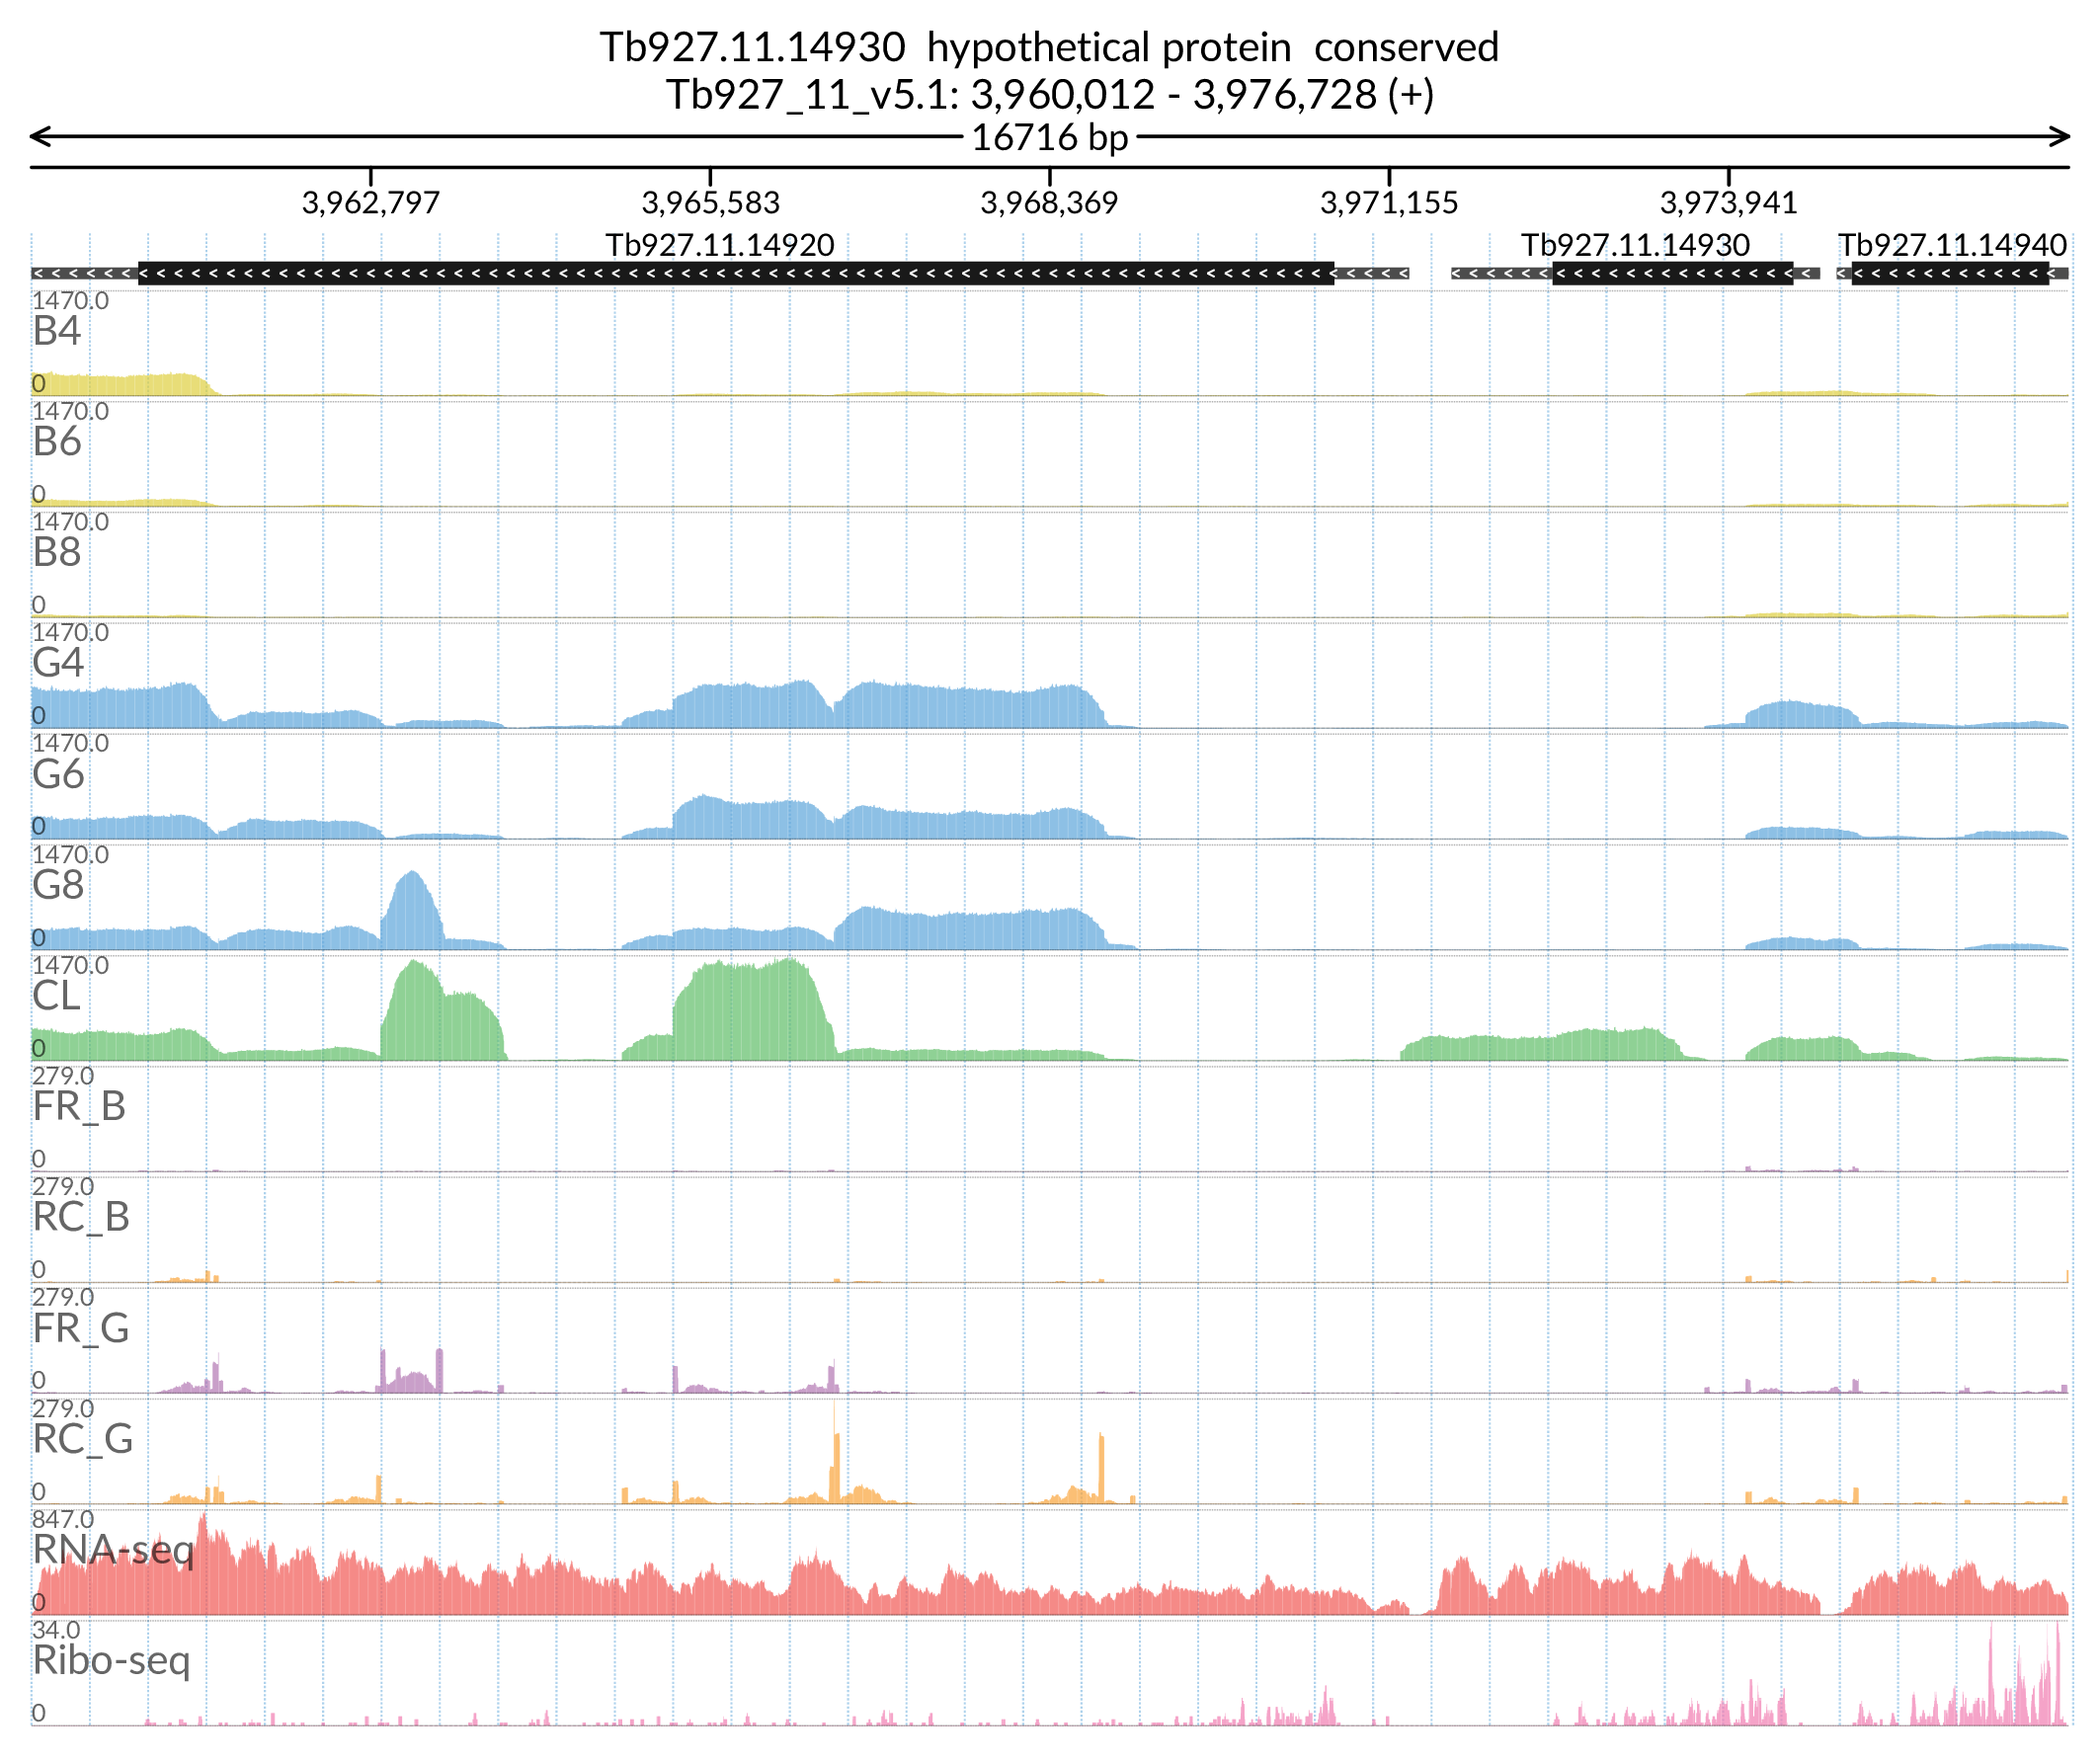 Tb927.11.14930 hypothetical protein conserved
Tb927_11_v5.1: 3,960,012 - 3,976,728 (+)
16716 bp
3,962,797 3,965,583 3,968,369 3,971,155 3,973,941
Tb927.11.14920 Tb927.11.14930 Tb927.11.14940
1470.0
B4
0
1470.0
B6
0
1470.0
B8
0
1470.0
G4
0
1470.0
G6
0
1470.0
G8
0
1470.0
CL
0
279.0
FR_B
0
279.0
RC_B
0
279.0
FR_G
0
279.0
RC_G
0
847.0
RNA-seq
0
34.0
Ribo-seq
0